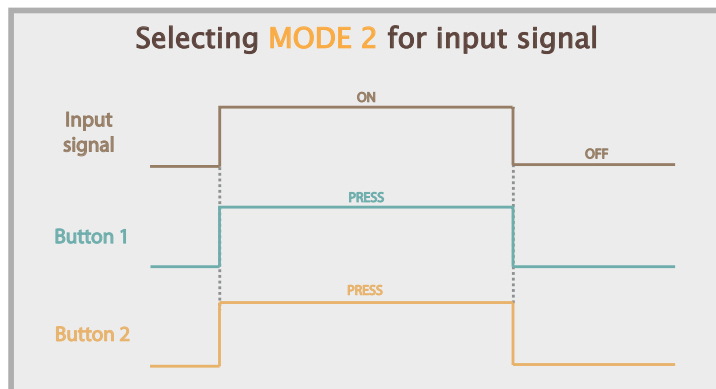 Selecting MODE 2 for input signal
ON
Input
signal
OFF
PRESS
Button 1
PRESS
Button 2